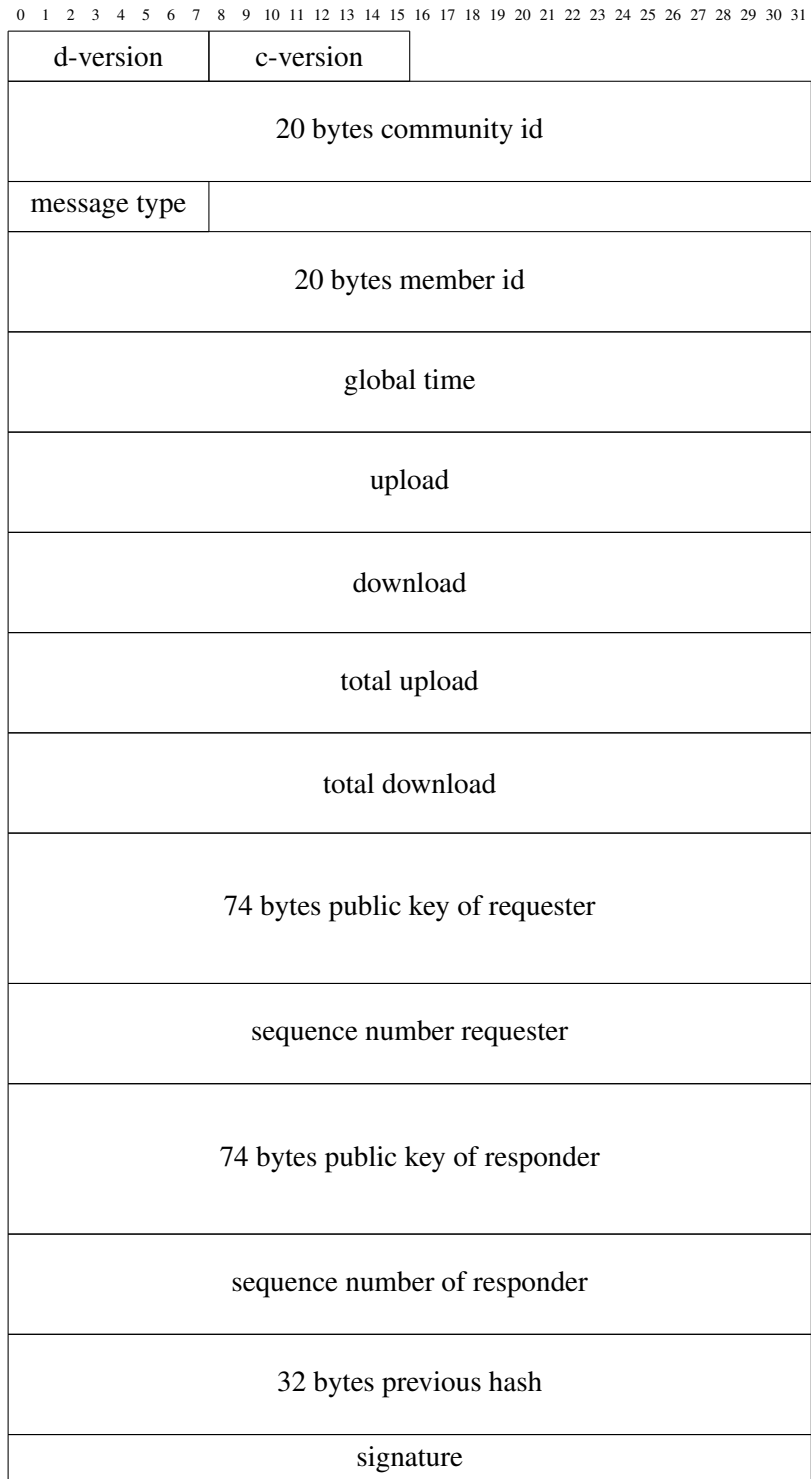 0 1 2 3 4 5 6 7 8 9 10 11 12 13 14 15 16 17 18 19 20 21 22 23 24 25 26 27 28 29 30 31
d-version c-version
20 bytes community id
message type
20 bytes member id
global time
upload
download
total upload
total download
74 bytes public key of requester
sequence number requester
74 bytes public key of responder
sequence number of responder
32 bytes previous hash
signature